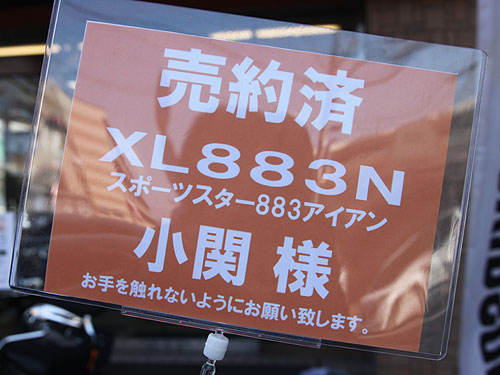 売約済
XL883N
スポーツスター883アイアン
小関 様
お手を触れないようにお願い致します。